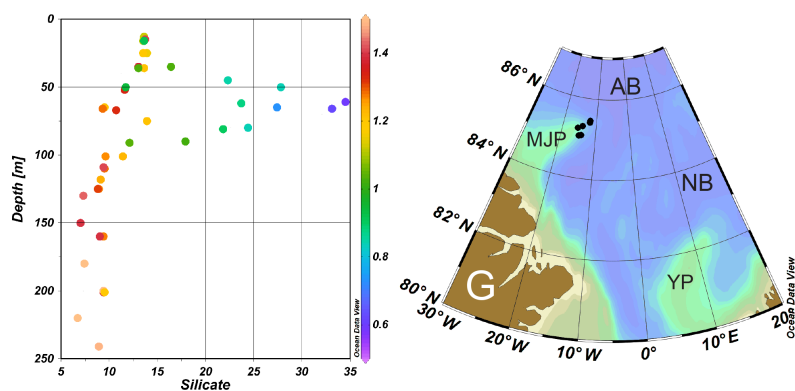 0
50
100
150
200
250
Depth [m]
5 10 15 20 25 30 35
Silicate
1.4
1.2
1
0.8
0.6
Ocean Data View
86° N
84° N
82° N
80° N
30° W
20° W
10° W
0°
10° E
20°
AB
MJP
NB
YP
G
Ocean Data View